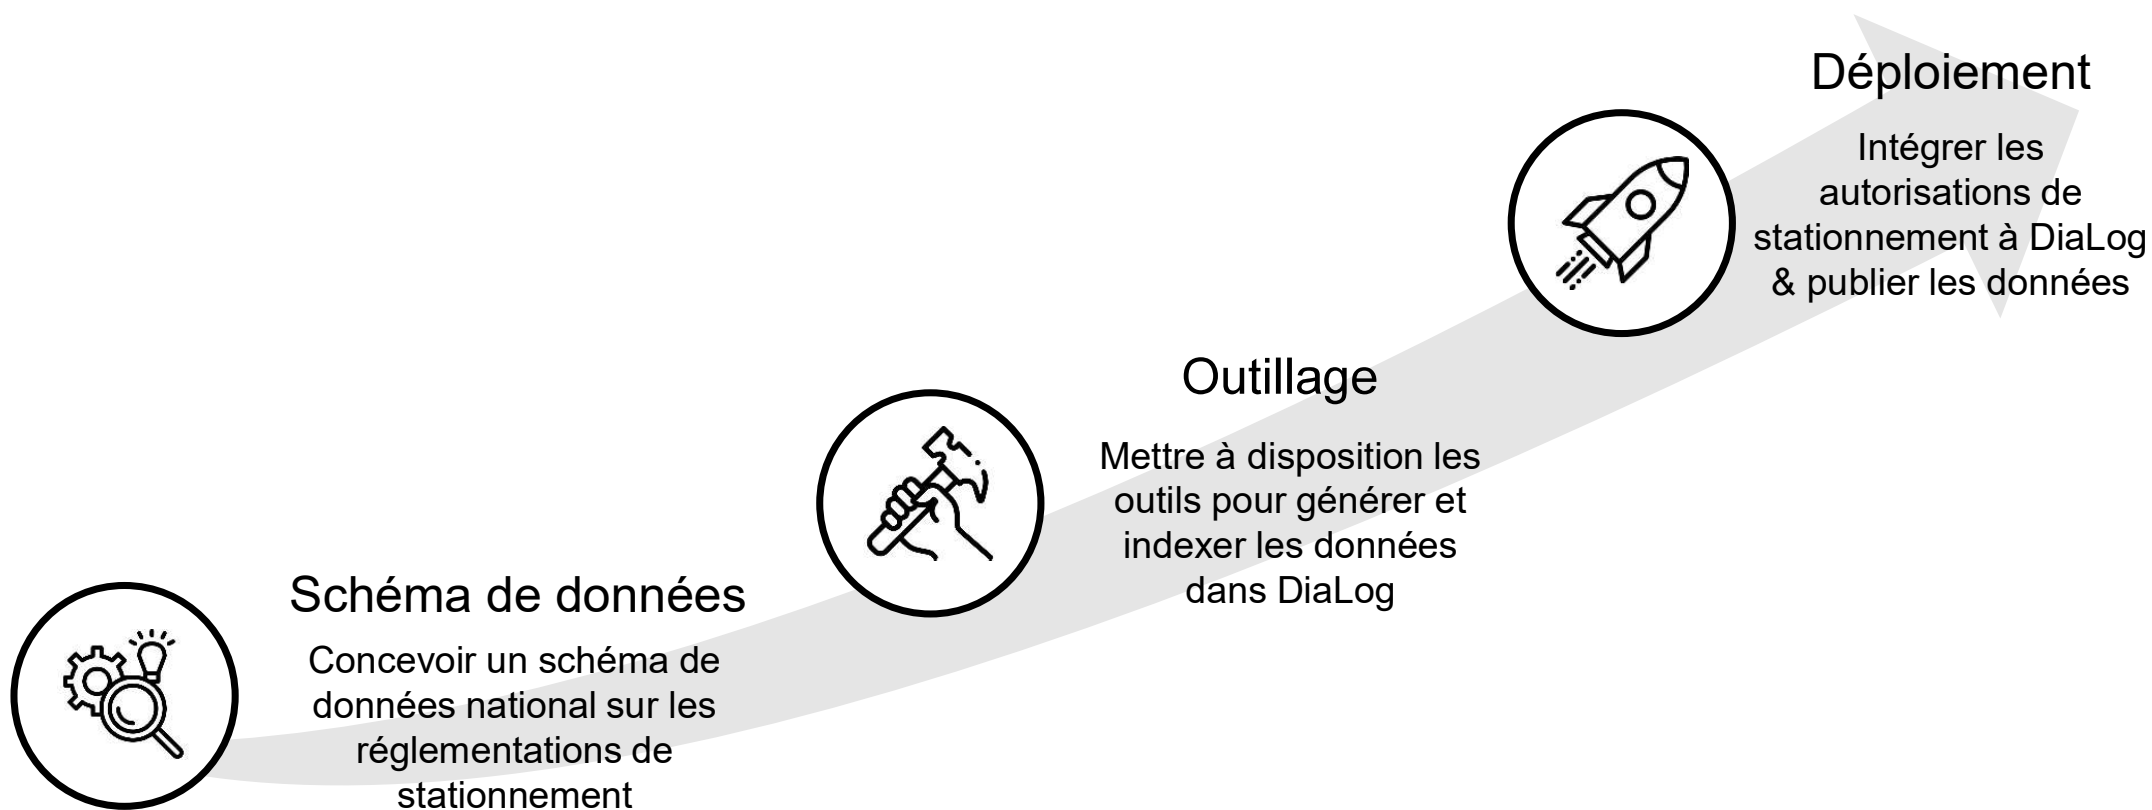 Déploiement
Intégrer les
autorisations de
stationnement à DiaLog
& publier les données
Outillage
Mettre à disposition les
outils pour générer et
indexer les données
dans DiaLog
Schéma de données
Concevoir un schéma de
données national sur les
réglementations de
stationnement